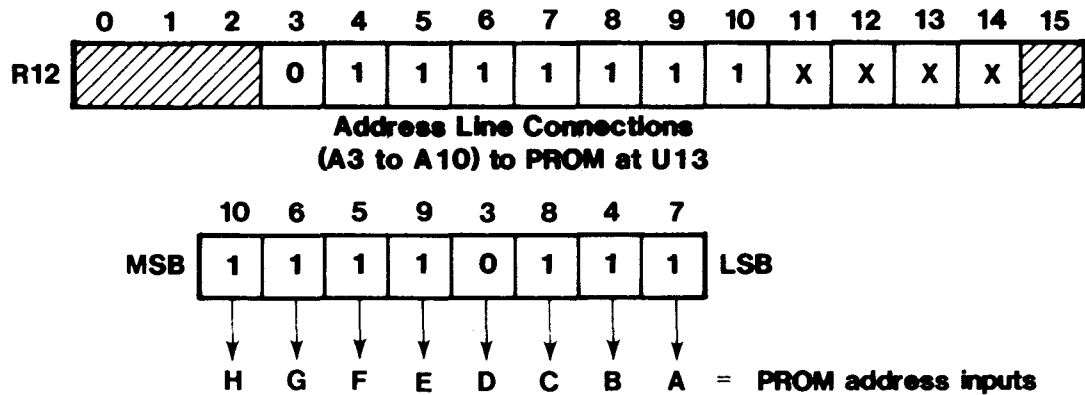 0 1 2 3 4 5 6 7 8 9 10 11 12 13 14 15
R12 0 1 1 1 1 1 1 1 X X X X
Address Line Connections
(A3 to A10) to PROM at U13
10 6 5 9 3 8 4 7
MSB 1 1 1 1 0 1 1 1 LSB
H G F E D C B A = PROM address inputs